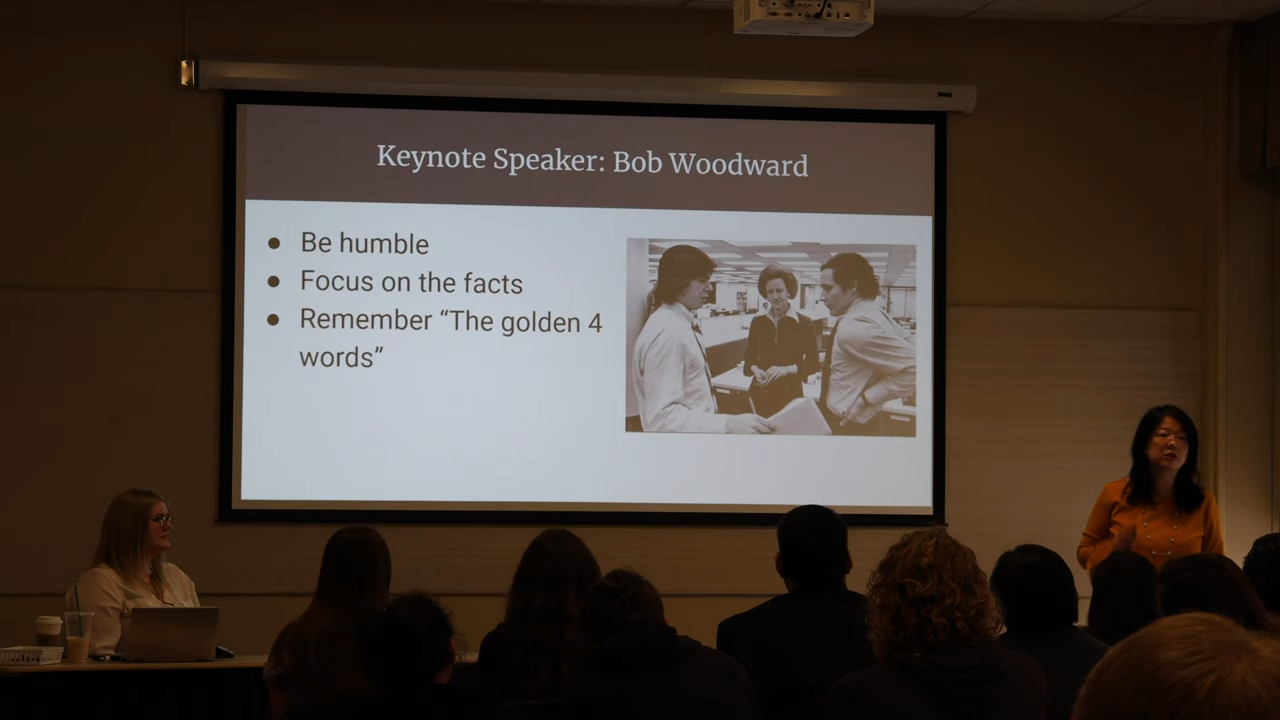 Keynote Speaker: Bob Woodward
● Be humble
● Focus on the facts
● Remember “The golden 4
words”